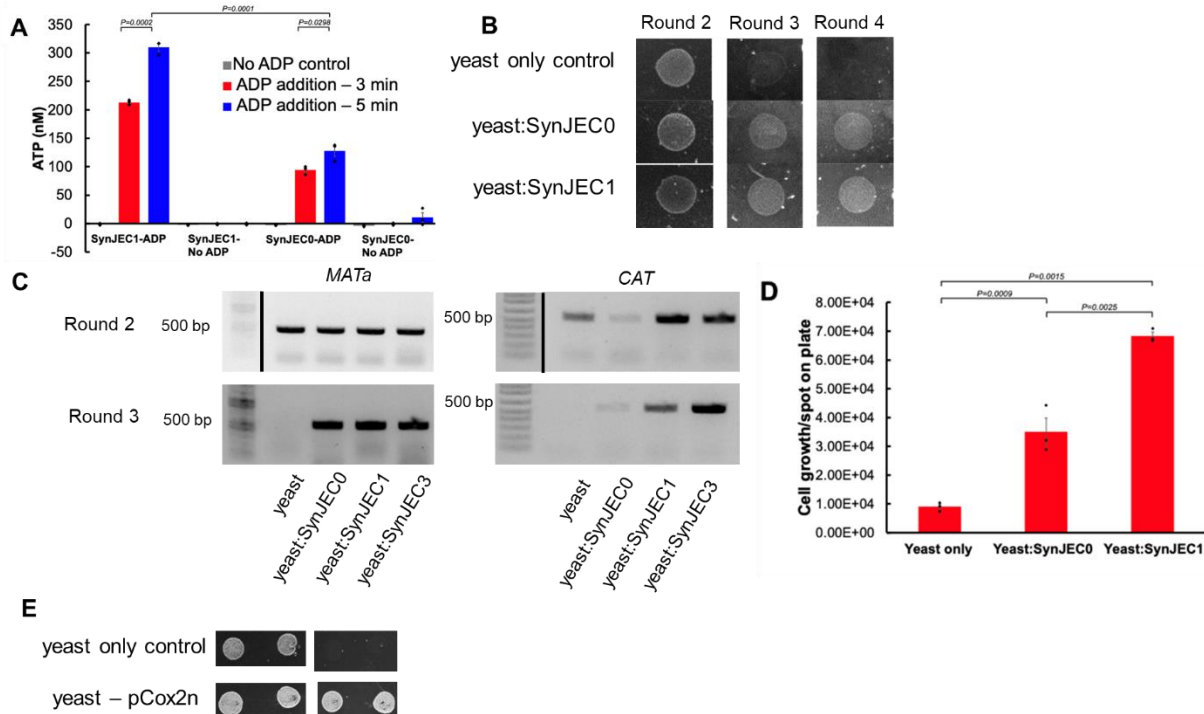 A
P=0.0001
P=0.0002
P=0.0298
350
300
250
200
150
100
50
0
-50
ATP (nM)
No ADP control
ADP addition – 3 min
ADP addition – 5 min
SynJEC1-ADP
SynJEC1-
No ADP
SynJEC0-ADP
SynJEC0-
No ADP
B
Round 2 Round 3 Round 4
yeast only control
yeast:SynJEC0
yeast:SynJEC1
C
MATa
CAT
Round 2
500 bp
500 bp
Round 3
500 bp
500 bp
yeast
yeast:SynJEC0
yeast:SynJEC1
yeast:SynJEC3
yeast
yeast:SynJEC0
yeast:SynJEC1
yeast:SynJEC3
D
P=0.0015
P=0.0009
P=0.0025
8.00E+04
7.00E+04
6.00E+04
5.00E+04
4.00E+04
3.00E+04
2.00E+04
1.00E+04
0.00E+00
Cell growth/spot on plate
Yeast only
Yeast:SynJEC0
Yeast:SynJEC1
E
yeast only control
yeast – pCox2n